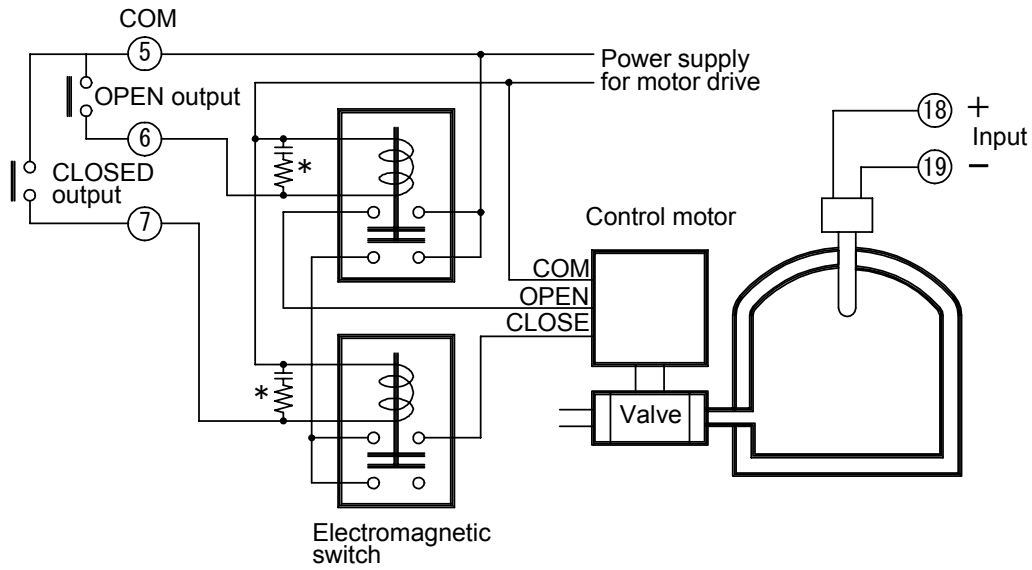 COM
5
Power supply
for motor drive
OPEN output
6
CLOSED
output
7
*
18 +
Input
19 −
Control motor
COM
OPEN
CLOSE
*
Valve
Electromagnetic
switch